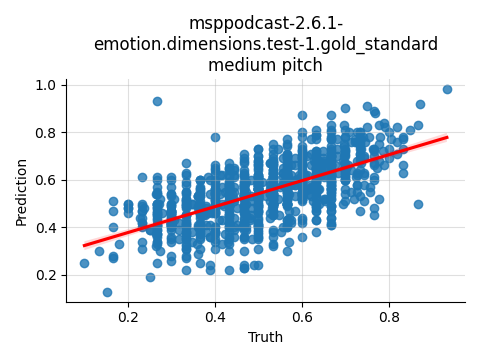 msppodcast-2.6.1-
emotion.dimensions.test-1.gold_standard
medium pitch
1.0
0.8
0.6
0.4
0.2
Prediction
0.2
0.4
0.6
0.8
Truth